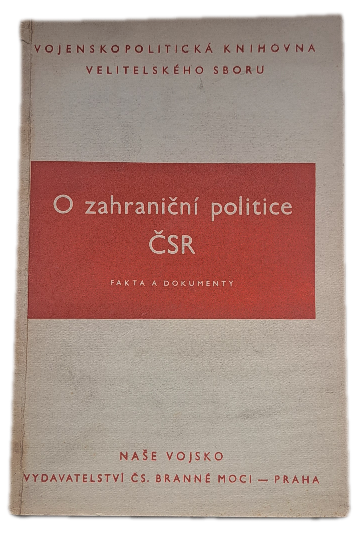 VOJENSKOPOLITICKÁ KNIHOVNA
VELITELSKÉHO SBORU
O zahraniční politice
ČSR
FAKTA A DOKUMENTY
NAŠE VOJSKO
VYDAVATELSTVÍ ČS. BRANNÉ MOCI — PRAHA